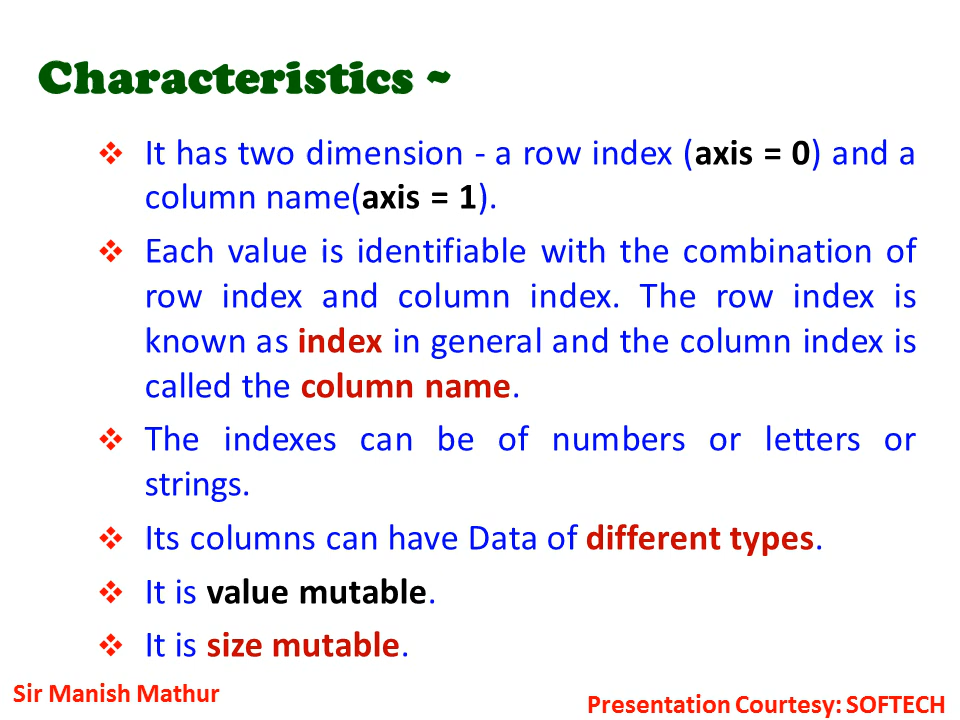 Characteristics ~
❖ It has two dimension - a row index (axis = 0) and a
column name(axis = 1).
❖ Each value is identifiable with the combination of
row index and column index. The row index is
known as index in general and the column index is
called the column name.
❖ The indexes can be of numbers or letters or
strings.
❖ Its columns can have Data of different types.
❖ It is value mutable.
❖ It is size mutable.
Sir Manish Mathur
Presentation Courtesy: SOFTECH